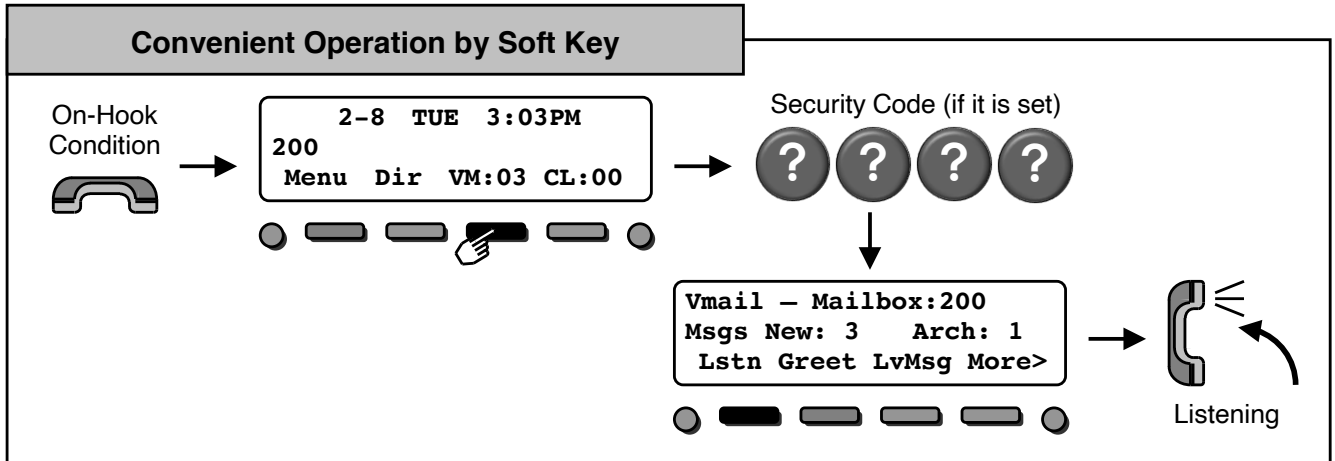 Convenient Operation by Soft Key
On-Hook
Condition
2-8 TUE 3:03PM
200
Menu Dir VM:03 CL:00
Security Code (if it is set)
? ? ? ?
Vmail – Mailbox:200
Msgs New: 3 Arch: 1
Lstn Greet LvMsg More>
Listening